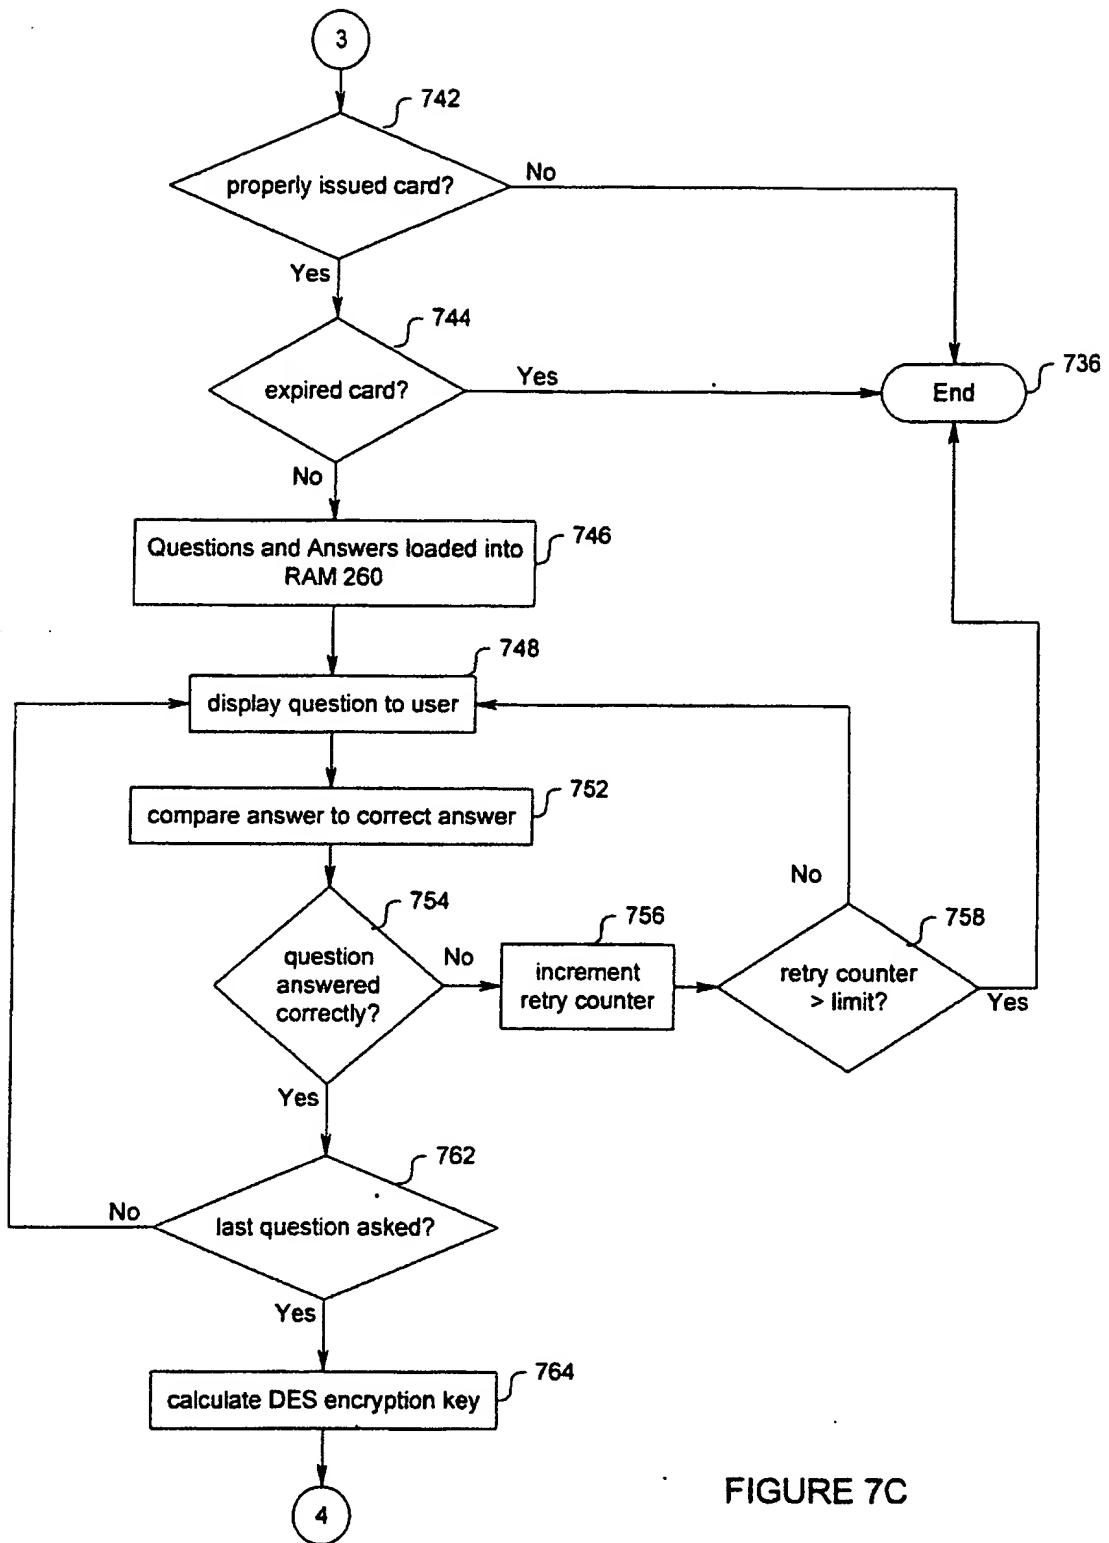 3
742
properly issued card?
No
Yes
744
expired card?
Yes
736
End
No
746
Questions and Answers loaded into
RAM 260
748
display question to user
752
compare answer to correct answer
754
question
answered
correctly?
No
756
increment
retry counter
No
758
retry counter
> limit?
Yes
Yes
762
last question asked?
No
Yes
764
calculate DES encryption key
4
FIGURE 7C